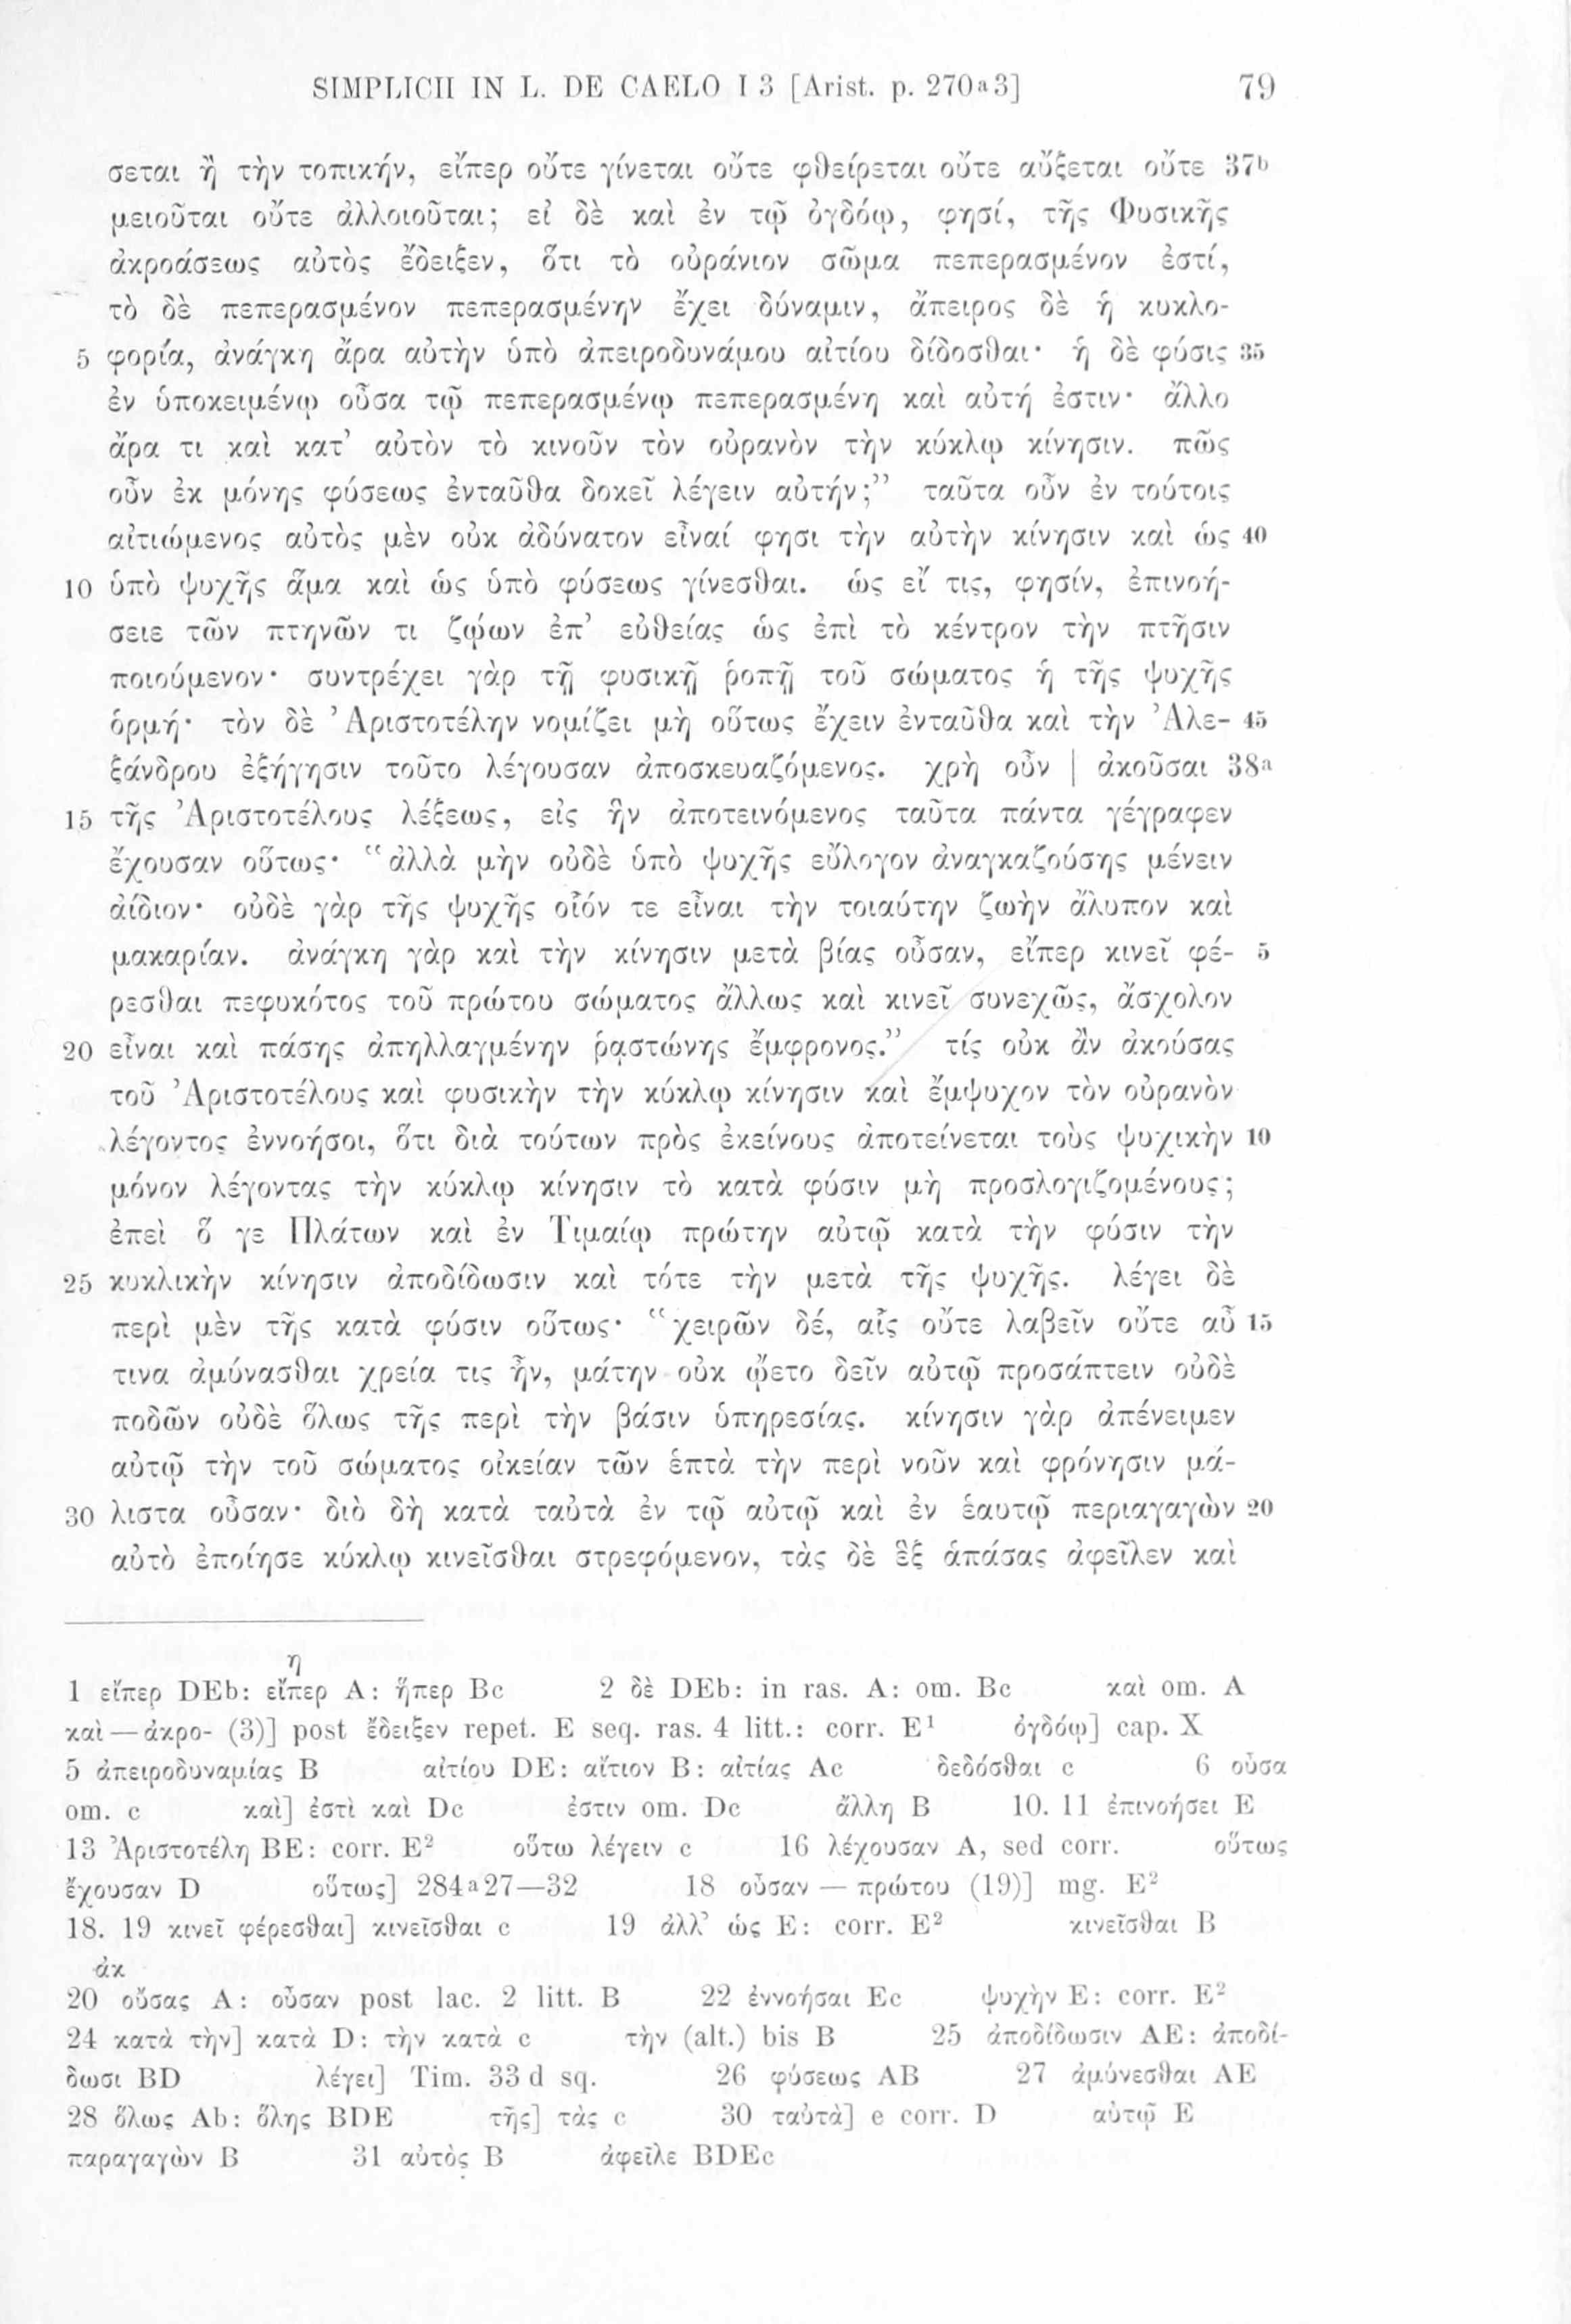 SIMPLICII IN L. DE CAELO I 3 [Arist. p. 270a3] 79
σεται ἢ τὴν τοπικήν, εἴπερ οὔτε γίνεται οὔτε φθείρεται οὔτε αὔξεται οὔτε 37b
μειοῦται οὔτε ἀλλοιοῦται; εἰ δὲ καὶ ἐν τῷ ὀγδόῳ, φησί, τῆς Φυσικῆς
ἀκροάσεως αὐτὸς ἔδειξεν, ὅτι τὸ οὐράνιον σῶμα πεπερασμένον ἐστί,
τὸ δὲ πεπερασμένον πεπερασμένην ἔχει δύναμιν, ἄπειρος δὲ ἡ κυκλο-
5 φορία, ἀνάγκη ἄρα αὐτὴν ὑπὸ ἀπειροδυνάμου αἰτίου δίδοσθαι· ἡ δὲ φύσις 35
ἐν ὑποκειμένῳ οὖσα τῷ πεπερασμένῳ πεπερασμένη καὶ αὐτή ἐστιν· ἄλλο
ἄρα τι καὶ κατ’ αὐτὸν τὸ κινοῦν τὸν οὐρανὸν τὴν κύκλῳ κίνησιν. πῶς
οὖν ἐκ μόνης φύσεως ἐνταῦθα δοκεῖ λέγειν αὐτήν;” ταῦτα οὖν ἐν τούτοις
αἰτιώμενος αὐτὸς μὲν οὐκ ἀδύνατον εἶναί φησι τὴν αὐτὴν κίνησιν καὶ ὡς 40
10 ὑπὸ ψυχῆς ἅμα καὶ ὡς ὑπὸ φύσεως γίνεσθαι. ὡς εἴ τις, φησίν, ἐπινοή-
σειε τῶν πτηνῶν τι ζῴων ἐπ’ εὐθείας ὡς ἐπὶ τὸ κέντρον τὴν πτῆσιν
ποιούμενον· συντρέχει γὰρ τῇ φυσικῇ ῥοπῇ τοῦ σώματος ἡ τῆς ψυχῆς
ὁρμή· τὸν δὲ Ἀριστοτέλην νομίζει μὴ οὕτως ἔχειν ἐνταῦθα καὶ τὴν Ἀλε- 45
ξάνδρου ἐξήγησιν τοῦτο λέγουσαν ἀποσκευαζόμενος. χρὴ οὖν | ἀκοῦσαι 38a
15 τῆς Ἀριστοτέλους λέξεως, εἰς ἣν ἀποτεινόμενος ταῦτα πάντα γέγραφεν
ἔχουσαν οὕτως· “ἀλλὰ μὴν οὐδὲ ὑπὸ ψυχῆς εὔλογον ἀναγκαζούσης μένειν
ἀίδιον· οὐδὲ γὰρ τῆς ψυχῆς οἷόν τε εἶναι τὴν τοιαύτην ζωὴν ἄλυπον καὶ
μακαρίαν. ἀνάγκη γὰρ καὶ τὴν κίνησιν μετὰ βίας οὖσαν, εἴπερ κινεῖ φέ- 5
ρεσθαι πεφυκότος τοῦ πρώτου σώματος ἄλλως καὶ κινεῖ συνεχῶς, ἄσχολον
20 εἶναι καὶ πάσης ἀπηλλαγμένην ῥᾳστώνης ἔμφρονος.” τίς οὐκ ἂν ἀκούσας
τοῦ Ἀριστοτέλους καὶ φυσικὴν τὴν κύκλῳ κίνησιν καὶ ἔμψυχον τὸν οὐρανὸν
λέγοντος ἐννοήσοι, ὅτι διὰ τούτων πρὸς ἐκείνους ἀποτείνεται τοὺς ψυχικὴν 10
μόνον λέγοντας τὴν κύκλῳ κίνησιν τὸ κατὰ φύσιν μὴ προσλογιζομένους;
ἐπεὶ ὅ γε Πλάτων καὶ ἐν Τιμαίῳ πρώτην αὐτῷ κατὰ τὴν φύσιν τὴν
25 κυκλικὴν κίνησιν ἀποδίδωσιν καὶ τότε τὴν μετὰ τῆς ψυχῆς. λέγει δὲ
περὶ μὲν τῆς κατὰ φύσιν οὕτως· “χειρῶν δέ, αἷς οὔτε λαβεῖν οὔτε αὖ 15
τινα ἀμύνασθαι χρεία τις ἦν, μάτην οὐκ ᾤετο δεῖν αὐτῷ προσάπτειν οὐδὲ
ποδῶν οὐδὲ ὅλως τῆς περὶ τὴν βάσιν ὑπηρεσίας. κίνησιν γὰρ ἀπένειμεν
αὐτῷ τὴν τοῦ σώματος οἰκείαν τῶν ἑπτὰ τὴν περὶ νοῦν καὶ φρόνησιν μά-
30 λιστα οὖσαν· διὸ δὴ κατὰ ταὐτὰ ἐν τῷ αὐτῷ καὶ ἐν ἑαυτῷ περιαγαγὼν 20
αὐτὸ ἐποίησε κύκλῳ κινεῖσθαι στρεφόμενον, τὰς δὲ ἓξ ἁπάσας ἀφεῖλεν καὶ
η
1 εἴπερ DEb: εἴπερ A: ἥπερ Bc 2 δὲ DEb: in ras. A: om. Bc καὶ om. A
καὶ — ἀκρο- (3)] post ἔδειξεν repet. E seq. ras. 4 litt.: corr. E¹ ὀγδόῳ] cap. X
5 ἀπειροδυναμίας B αἰτίου DE: αἴτιον B: αἰτίας Ac δεδόσθαι c 6 οὖσα
om. c καὶ] ἐστὶ καὶ Dc ἐστιν om. Dc ἄλλη B 10. 11 ἐπινοήσει E
13 Ἀριστοτέλη BE: corr. E² οὕτω λέγειν c 16 λέχουσαν A, sed corr. οὕτως
ἔχουσαν D οὕτως] 284a27—32 18 οὖσαν — πρώτου (19)] mg. E²
18. 19 κινεῖ φέρεσθαι] κινεῖσθαι c 19 ἀλλ’ ὡς E: corr. E² κινεῖσθαι B
ἀκ
20 οὔσας A: οὖσαν post lac. 2 litt. B 22 ἐννοήσαι Ec ψυχὴν E: corr. E²
24 κατὰ τὴν] κατὰ D: τὴν κατὰ c τὴν (alt.) bis B 25 ἀποδίδωσιν AE: ἀποδί-
δωσι BD λέγει] Tim. 33 d sq. 26 φύσεως AB 27 ἀμύνεσθαι AE
28 ὅλως Ab: ὅλης BDE τῆς] τὰς c 30 ταὐτὰ] e corr. D αὐτῷ E
παραγαγὼν B 31 αὐτὸς B ἀφεῖλε BDEc